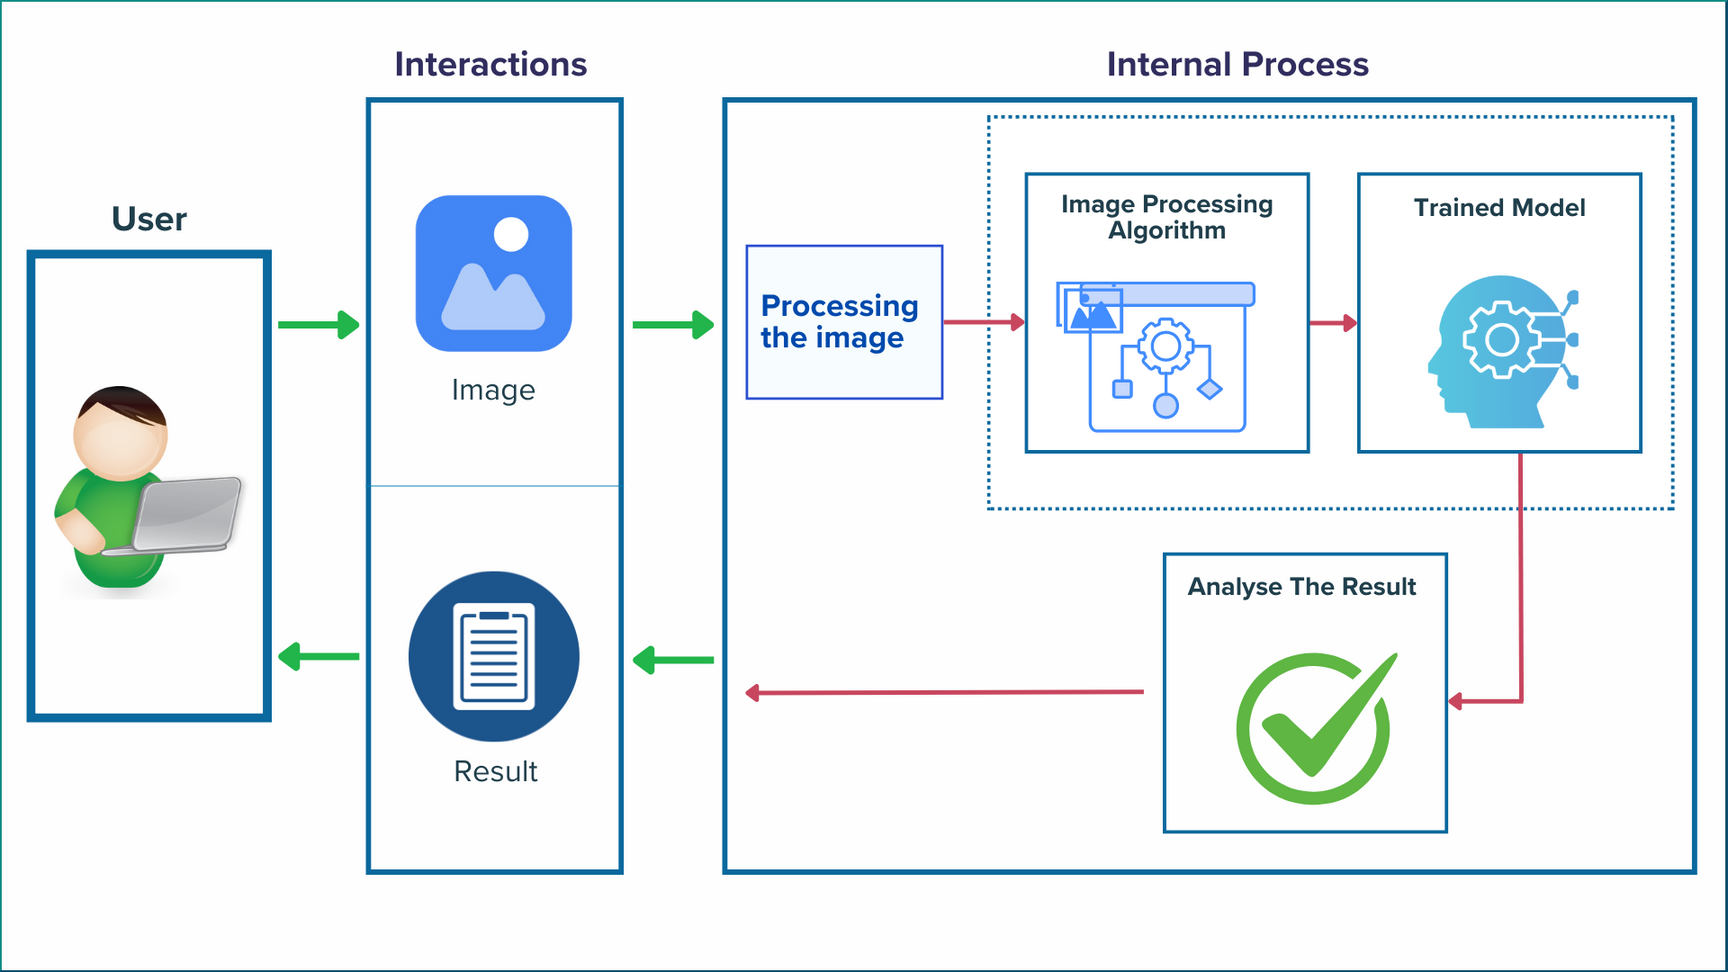 Interactions
Internal Process
User
Image Processing
Algorithm
Trained Model
Processing
the image
Image
Analyse The Result
Result